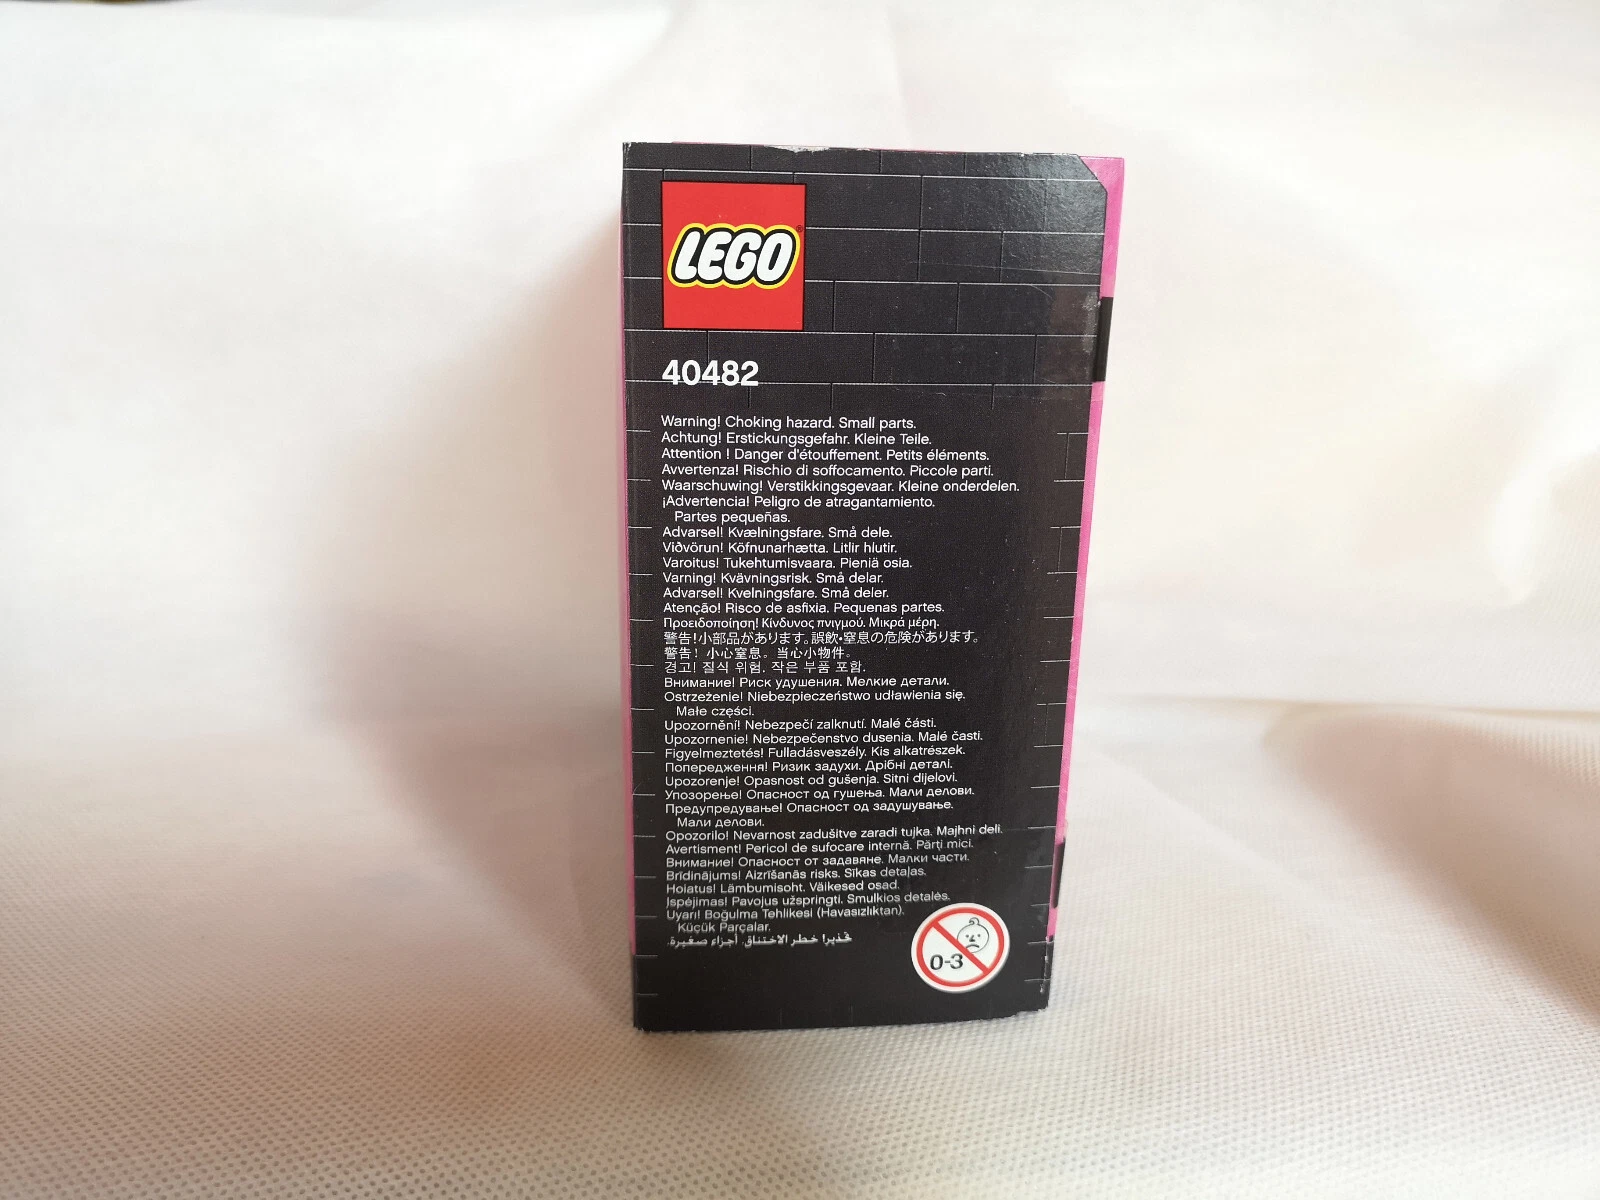 LEGO®
40482
Warning! Choking hazard. Small parts.
Achtung! Erstickungsgefahr. Kleine Teile.
Attention ! Danger d'étouffement. Petits éléments.
Avvertenza! Rischio di soffocamento. Piccole parti.
Waarschuwing! Verstikkingsgevaar. Kleine onderdelen.
¡Advertencia! Peligro de atragantamiento.
Partes pequeñas.
Advarsel! Kvælningsfare. Små dele.
Viðvörun! Köfnunarhætta. Litlir hlutir.
Varoitus! Tukehtumisvaara. Pieniä osia.
Varning! Kvävningsrisk. Små delar.
Advarsel! Kvelningsfare. Små deler.
Atenção! Risco de asfixia. Pequenas partes.
Προειδοποίηση! Κίνδυνος πνιγμού. Μικρά μέρη.
警告!小部品があります。誤飲・窒息の危険があります。
警告！小心窒息。当心小物件。
경고! 질식 위험. 작은 부품 포함.
Внимание! Риск удушения. Мелкие детали.
Ostrzeżenie! Niebezpieczeństwo udławienia się.
Małe części.
Upozornění! Nebezpečí zalknutí. Malé části.
Upozornenie! Nebezpečenstvo dusenia. Malé časti.
Figyelmeztetés! Fulladásveszély. Kis alkatrészek.
Попередження! Ризик задухи. Дрібні деталі.
Upozorenje! Opasnost od gušenja. Sitni dijelovi.
Упозорење! Опасност од гушења. Мали делови.
Предупредување! Опасност од задушување.
Мали делови.
Opozorilo! Nevarnost zadušitve zaradi tujka. Majhni deli.
Avertisment! Pericol de sufocare internă. Părți mici.
Внимание! Опасност от задавяне. Малки части.
Brīdinājums! Aizrīšanās risks. Sīkas detaļas.
Hoiatus! Lämbumisoht. Väikesed osad.
Įspėjimas! Pavojus užspringti. Smulkios detalės.
Uyarı! Boğulma Tehlikesi (Havasızlıktan).
Küçük Parçalar.
تحذير! خطر الاختناق. أجزاء صغيرة.
0-3